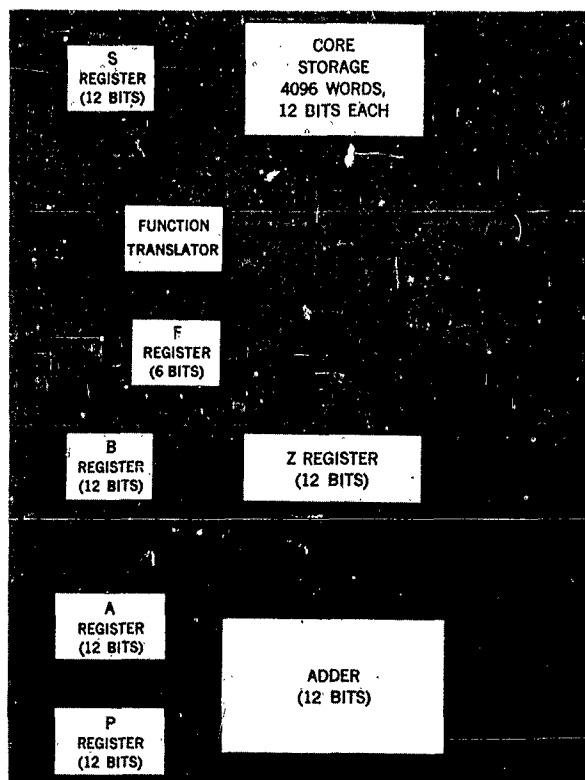 S
REGISTER
(12 BITS)
CORE
STORAGE
4096 WORDS,
12 BITS EACH
FUNCTION
TRANSLATOR
F
REGISTER
(6 BITS)
B
REGISTER
(12 BITS)
Z REGISTER
(12 BITS)
A
REGISTER
(12 BITS)
ADDER
(12 BITS)
P
REGISTER
(12 BITS)